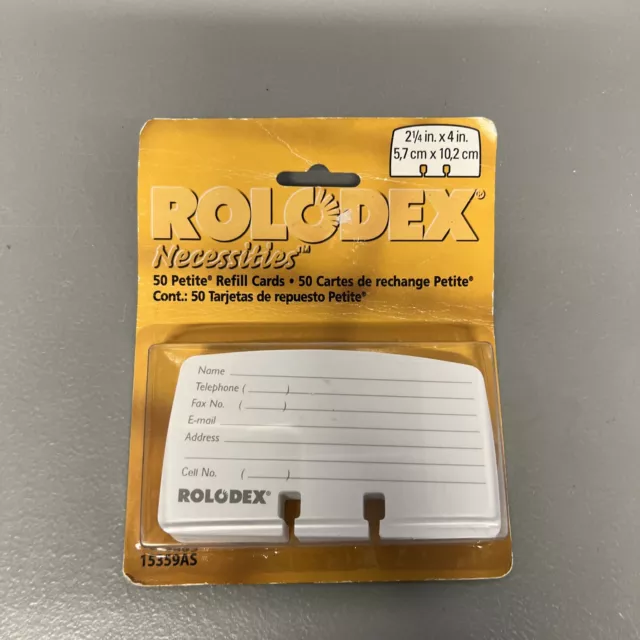 2¼ in. x 4 in.
5,7 cm x 10,2 cm
ROLODEX®
Necessities™
50 Petite® Refill Cards • 50 Cartes de rechange Petite®
Cont.: 50 Tarjetas de repuesto Petite®
Name
Telephone ( )
Fax No. ( )
E-mail
Address
Cell No. ( )
ROLODEX®
15359AS